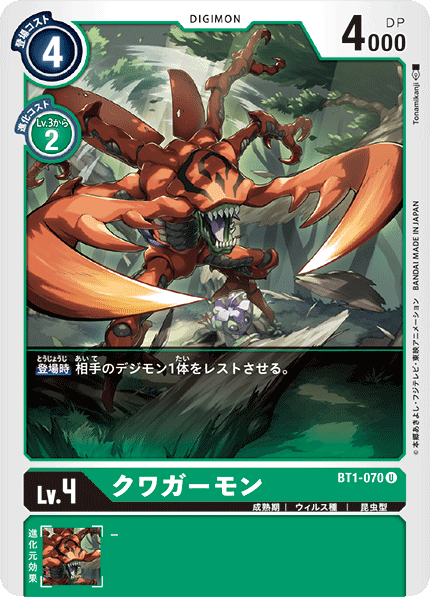 登場コスト
4
DIGIMON
DP
4000
進化コスト
Lv.3から
2
Tonamikanji
BANDAI MADE IN JAPAN
© 本郷あきよし・フジテレビ・東映アニメーション
とうじょうじ あいて たい
登場時 相手のデジモン1体をレストさせる。
BT1-070 U
Lv.4 クワガーモン
成熟期 | ウィルス種 | 昆虫型
進化元効果
–